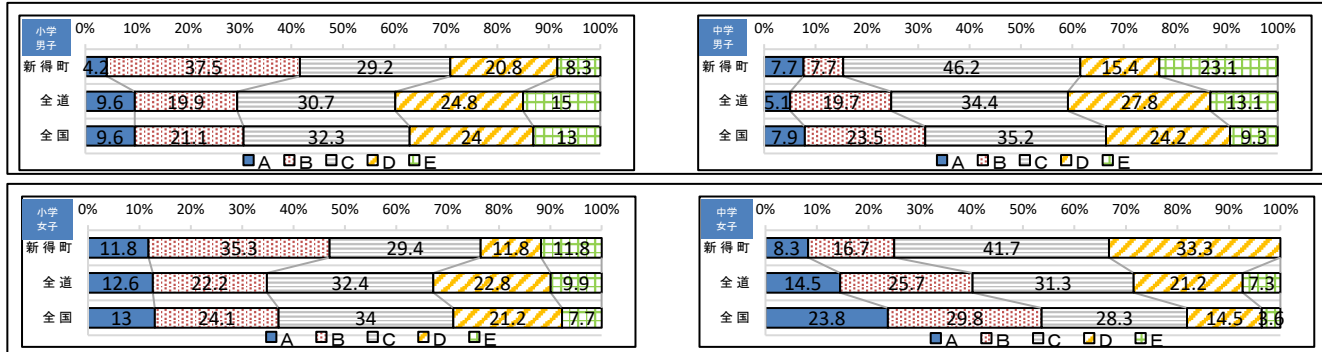 小学
男子
0% 10% 20% 30% 40% 50% 60% 70% 80% 90% 100%
新得町 4.2 37.5 29.2 20.8 8.3
全道 9.6 19.9 30.7 24.8 15
全国 9.6 21.1 32.3 24 13
A B C D E
中学
男子
0% 10% 20% 30% 40% 50% 60% 70% 80% 90% 100%
新得町 7.7 7.7 46.2 15.4 23.1
全道 5.1 19.7 34.4 27.8 13.1
全国 7.9 23.5 35.2 24.2 9.3
A B C D E
小学
女子
0% 10% 20% 30% 40% 50% 60% 70% 80% 90% 100%
新得町 11.8 35.3 29.4 11.8 11.8
全道 12.6 22.2 32.4 22.8 9.9
全国 13 24.1 34 21.2 7.7
A B C D E
中学
女子
0% 10% 20% 30% 40% 50% 60% 70% 80% 90% 100%
新得町 8.3 16.7 41.7 33.3
全道 14.5 25.7 31.3 21.2 7.3
全国 23.8 29.8 28.3 14.5 3.6
A B C D E